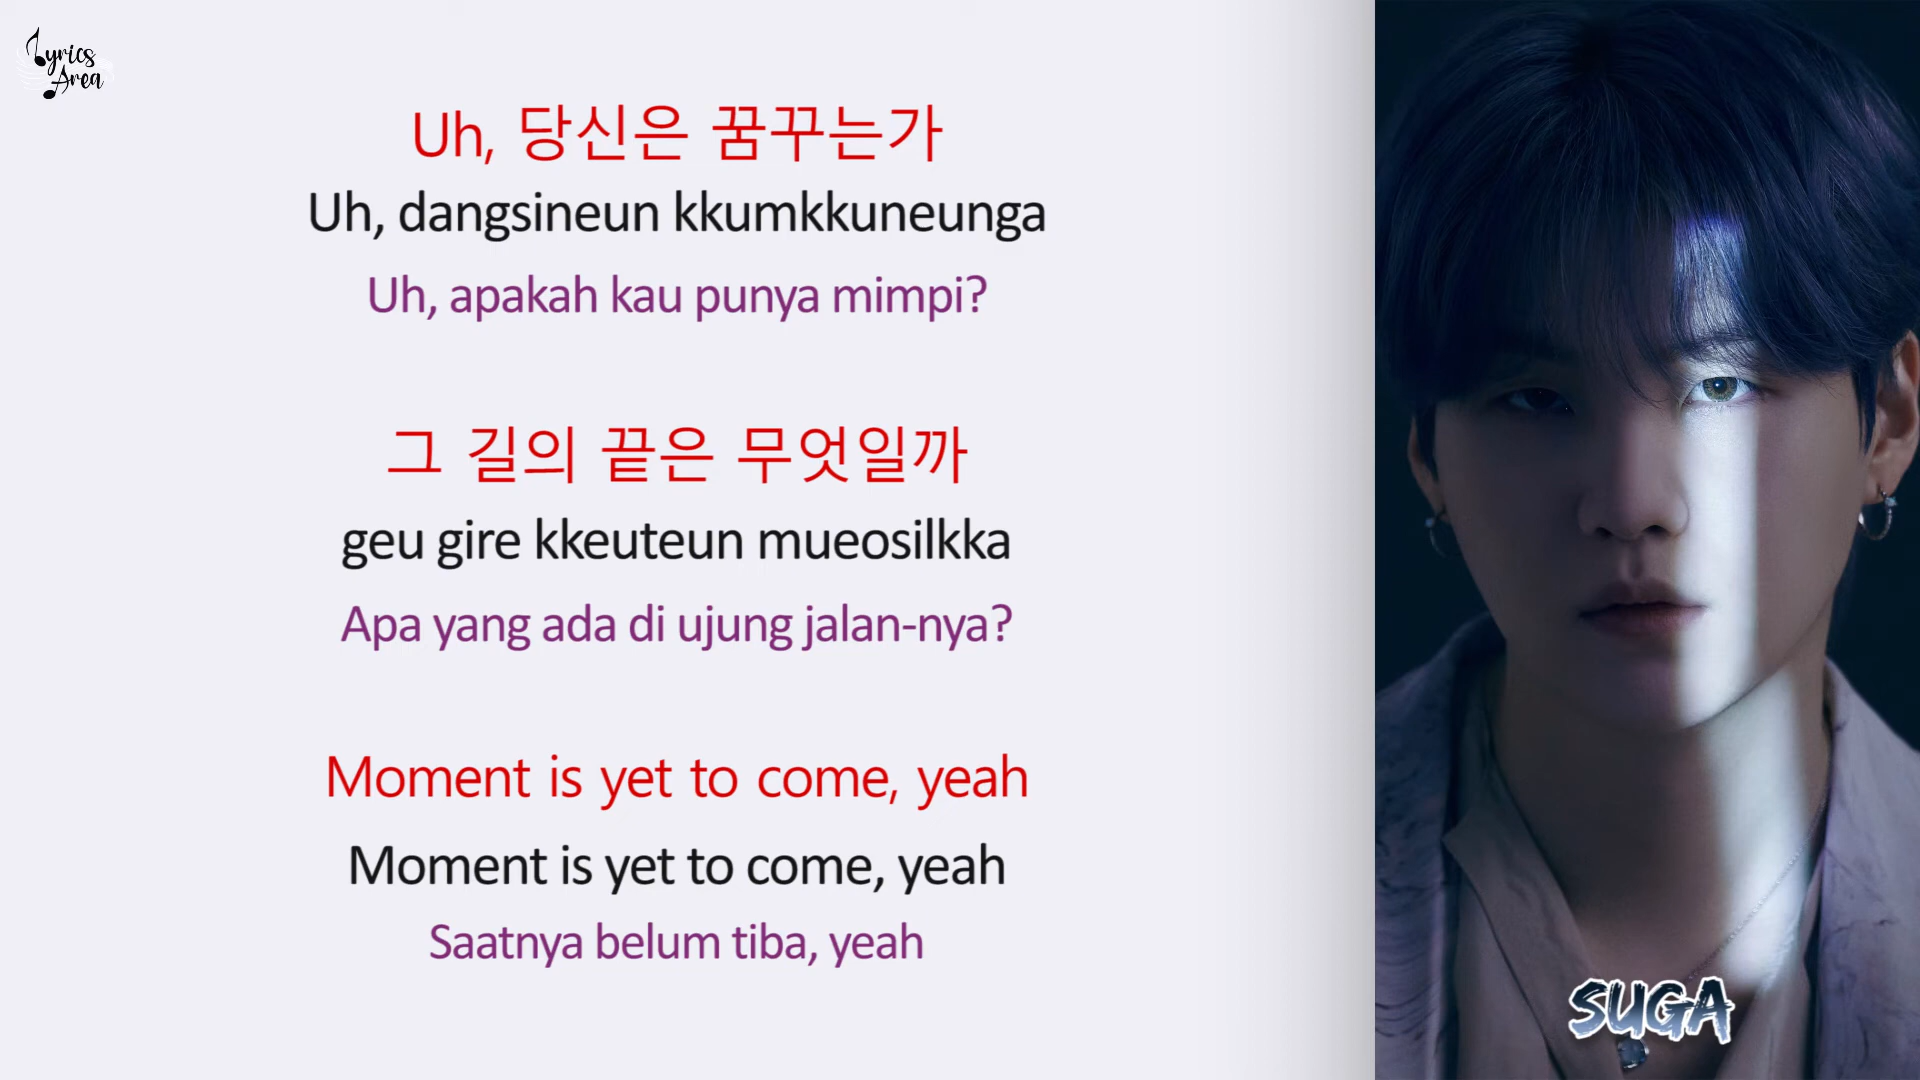 Lyrics
Area
Uh, 당신은 꿈꾸는가
Uh, dangsineun kkumkkuneunga
Uh, apakah kau punya mimpi?
그 길의 끝은 무엇일까
geu gire kkeuteun mueosilkka
Apa yang ada di ujung jalan-nya?
Moment is yet to come, yeah
Moment is yet to come, yeah
Saatnya belum tiba, yeah
SUGA